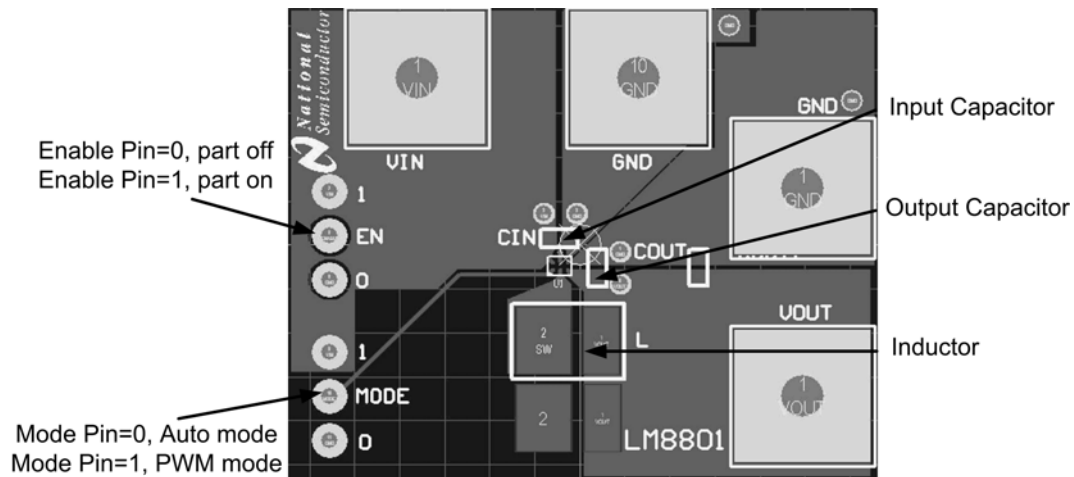 National
Semiconductor
1
VIN
VIN
10
GND
GND
GND
1
GND
Input Capacitor
Enable Pin=0, part off
Enable Pin=1, part on
1
EN
0
CIN
COUT
Output Capacitor
2
SW
L
Inductor
VOUT
1
VOUT
1
MODE
0
2
LM8801
Mode Pin=0, Auto mode
Mode Pin=1, PWM mode